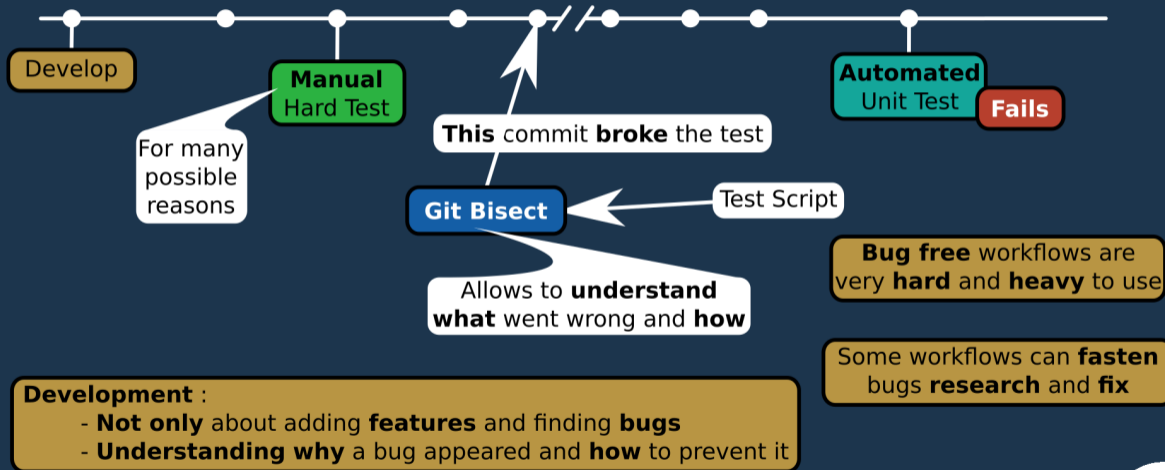 Develop
Manual
Hard Test
Automated
Unit Test
Fails
For many
possible
reasons
This commit broke the test
Git Bisect
Test Script
Allows to understand
what went wrong and how
Bug free workflows are
very hard and heavy to use
Some workflows can fasten
bugs research and fix
Development :
- Not only about adding features and finding bugs
- Understanding why a bug appeared and how to prevent it